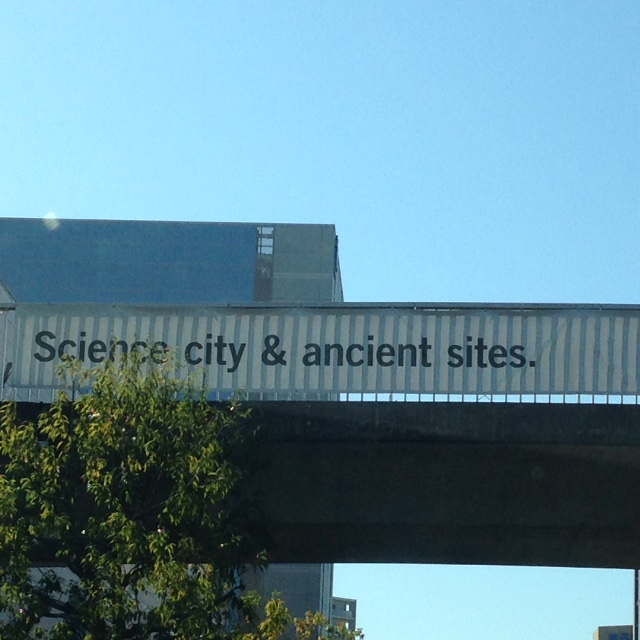 Science city & ancient sites.